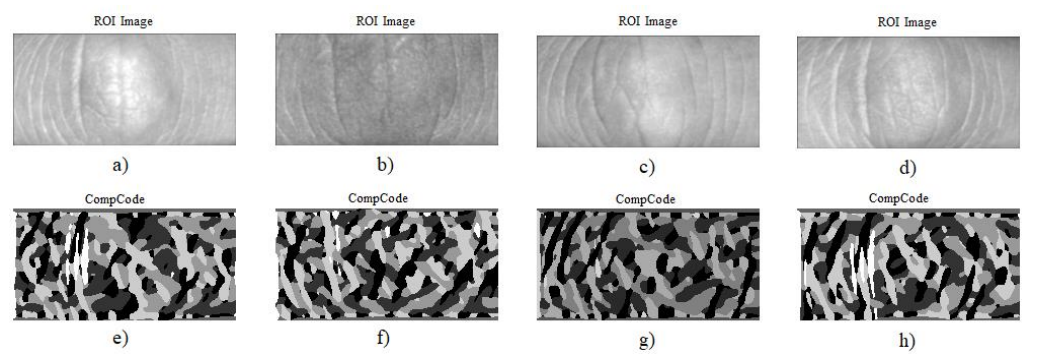 ROI Image ROI Image ROI Image ROI Image
a) b) c) d)
CompCode CompCode CompCode CompCode
e) f) g) h)